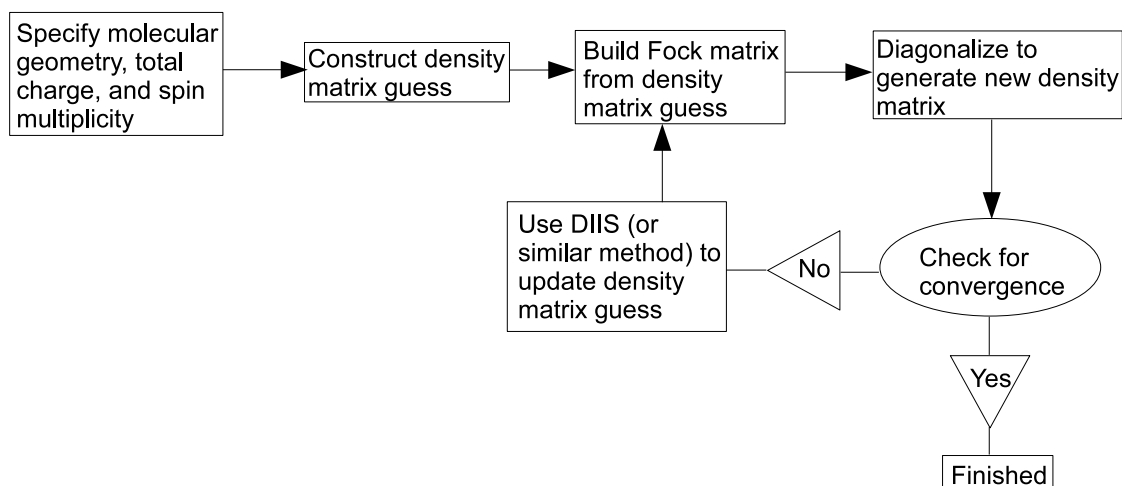 Specify molecular
geometry, total
charge, and spin
multiplicity
Construct density
matrix guess
Build Fock matrix
from density
matrix guess
Diagonalize to
generate new density
matrix
Use DIIS (or
similar method) to
update density
matrix guess
No
Check for
convergence
Yes
Finished